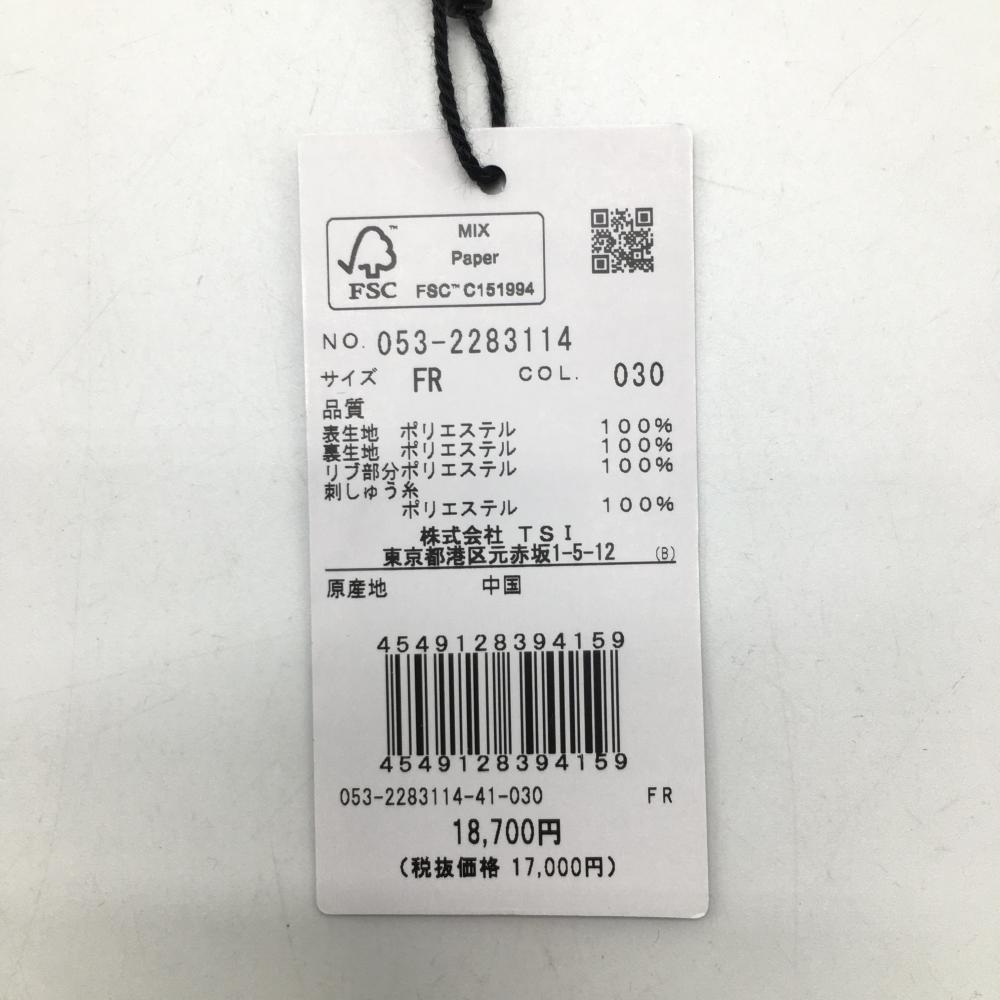 MIX
Paper
FSC™ FSC™ C151994
NO. 053-2283114
サイズ FR COL. 030
品質
表生地 ポリエステル 100%
裏生地 ポリエステル 100%
リブ部分ポリエステル 100%
刺しゅう糸
ポリエステル 100%
株式会社 TSI
東京都港区元赤坂1-5-12 (B)
原産地 中国
4549128394159
4549128394159
053-2283114-41-030 FR
18,700円
(税抜価格 17,000円)